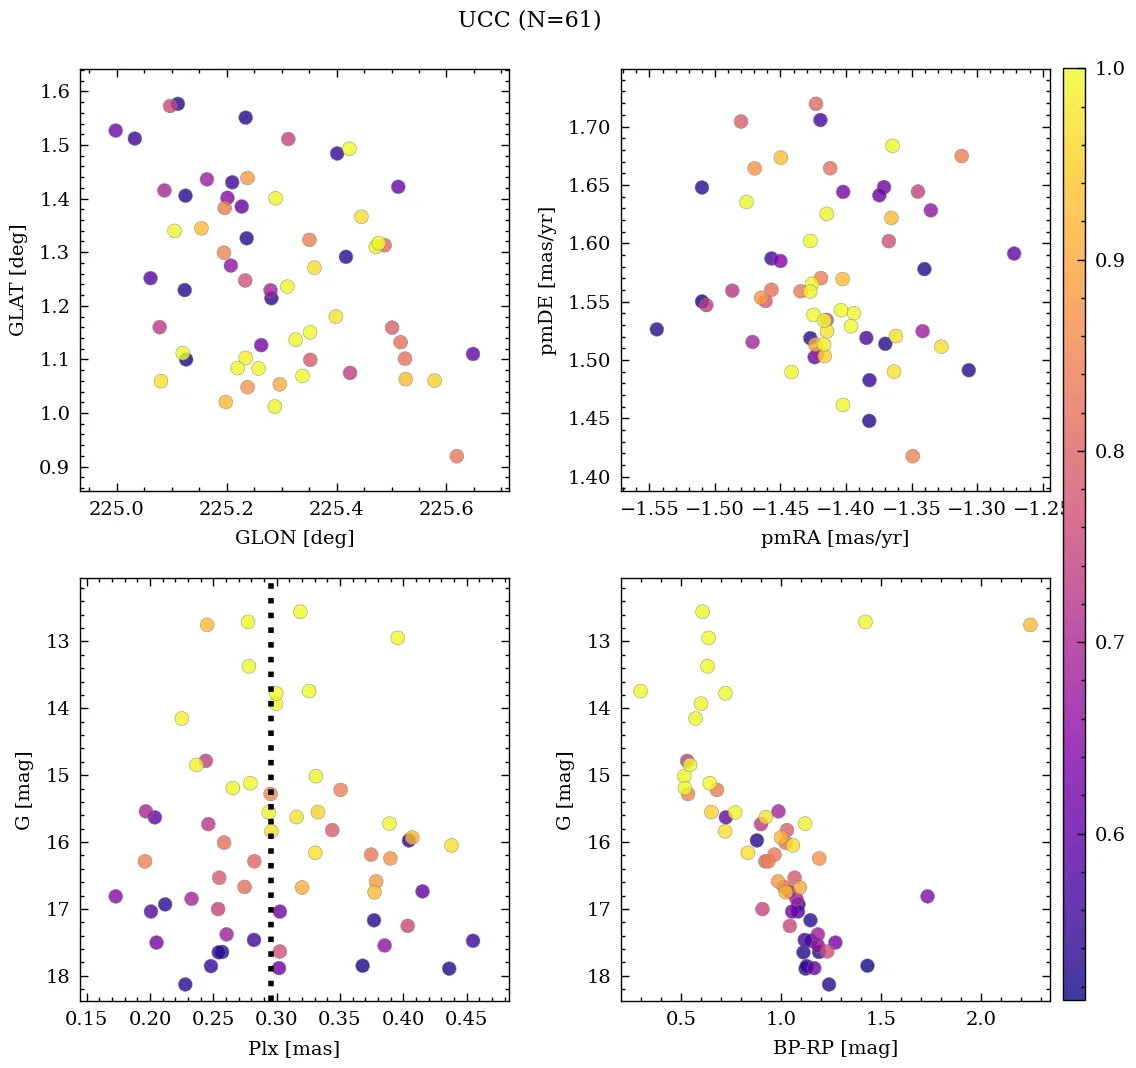 UCC (N=61)
1.6
1.5
1.4
1.3
1.2
1.1
1.0
0.9
GLAT [deg]
225.0 225.2 225.4 225.6
GLON [deg]
1.70
1.65
1.60
1.55
1.50
1.45
1.40
pmDE [mas/yr]
−1.55 −1.50 −1.45 −1.40 −1.35 −1.30 −1.25
pmRA [mas/yr]
1.0
0.9
0.8
0.7
0.6
13
14
15
16
17
18
G [mag]
0.15 0.20 0.25 0.30 0.35 0.40 0.45
Plx [mas]
13
14
15
16
17
18
G [mag]
0.5 1.0 1.5 2.0
BP-RP [mag]